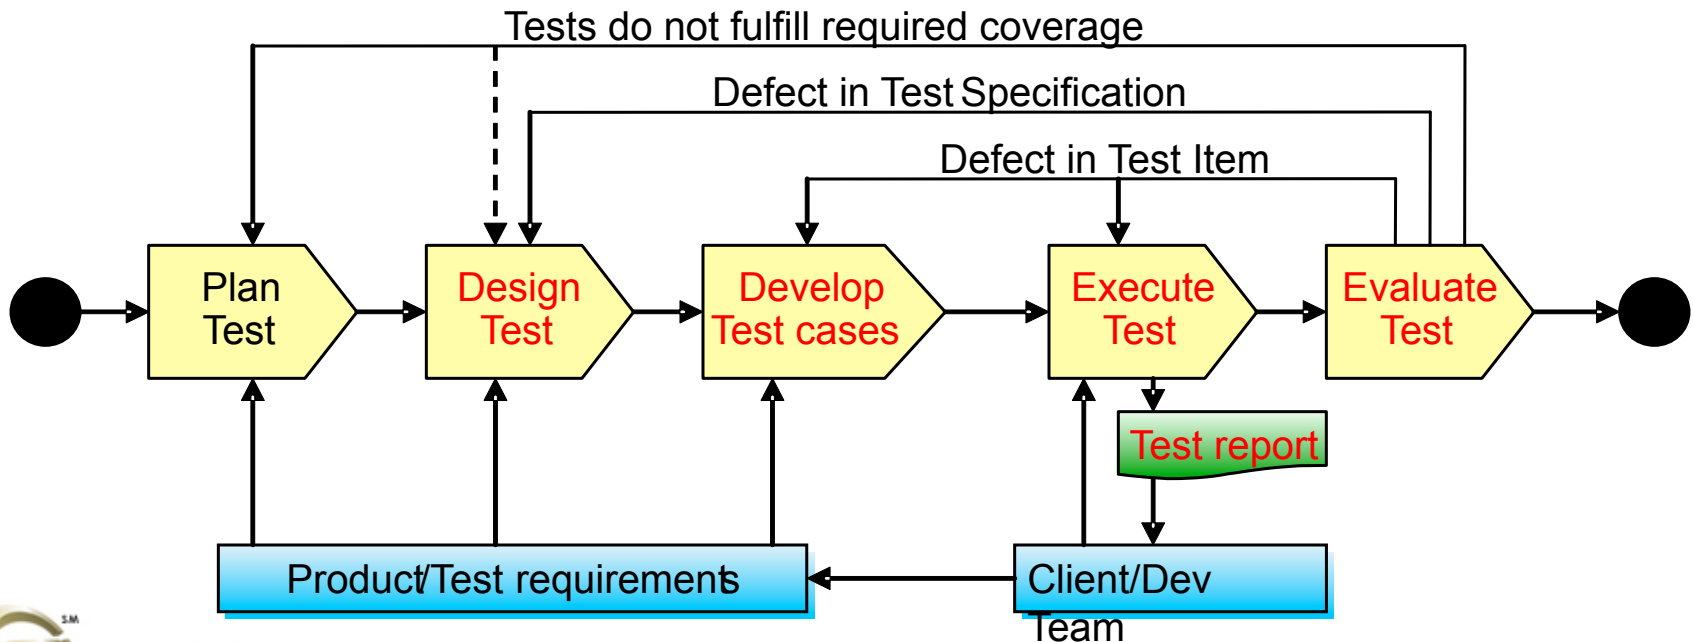 Tests do not fulfill required coverage
Defect in Test Specification
Defect in Test Item
Plan
Test
Design
Test
Develop
Test cases
Execute
Test
Evaluate
Test
Test report
Product/Test requirements
Client/Dev
Team
SM